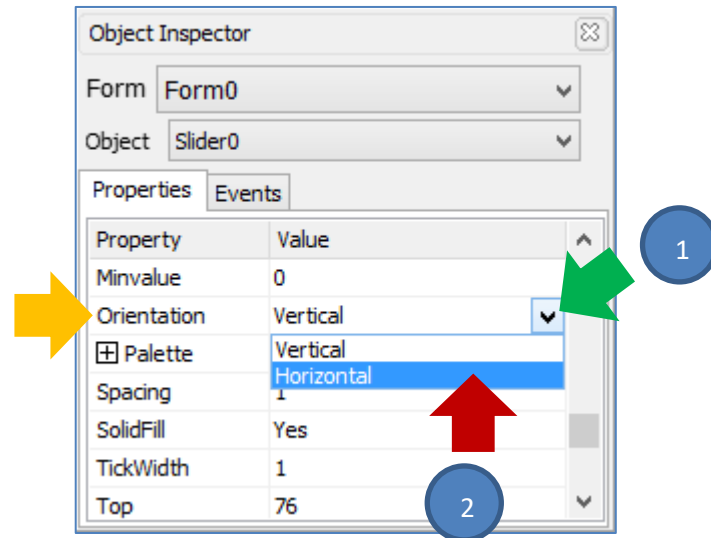 Object Inspector
Form Form0
Object Slider0
Properties Events
Property Value
Minvalue 0
1
Orientation Vertical
Palette Vertical
Horizontal
Spacing 1
SolidFill Yes
TickWidth 1
Top 76
2